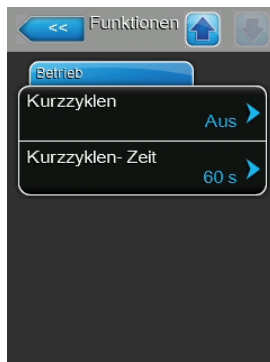 << Funktionen
Betrieb
Kurzzyklen
Aus
Kurzzyklen- Zeit
60 s